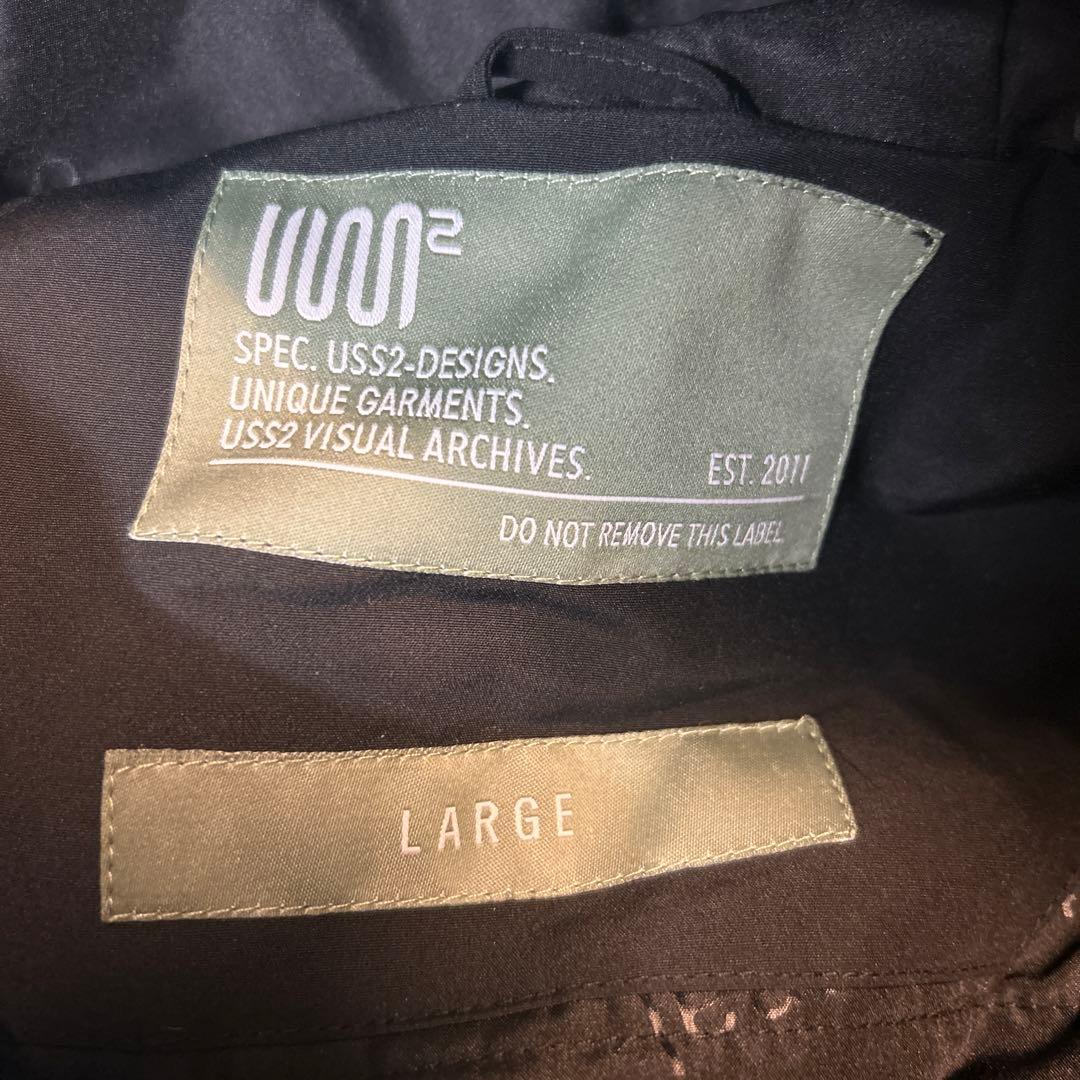 SPEC. USS2-DESIGNS.
UNIQUE GARMENTS.
USS2 VISUAL ARCHIVES.
EST. 2011
DO NOT REMOVE THIS LABEL.
LARGE